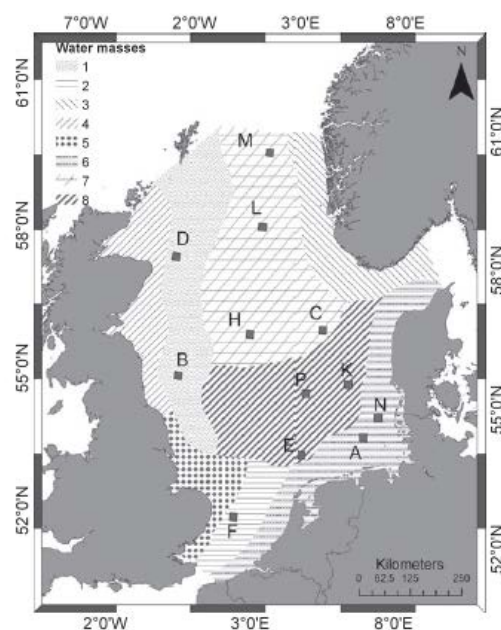 7°0'W 2°0'W 3°0'E 8°0'E
N
Water masses
1
2
3
4
5
6
7
8
61°0'N
61°0'N
M
L
D
58°0'N
58°0'N
H
C
B
P
K
N
55°0'N
55°0'N
E
A
F
52°0'N
52°0'N
Kilometers
0 62.5 125 250
2°0'W 3°0'E 8°0'E